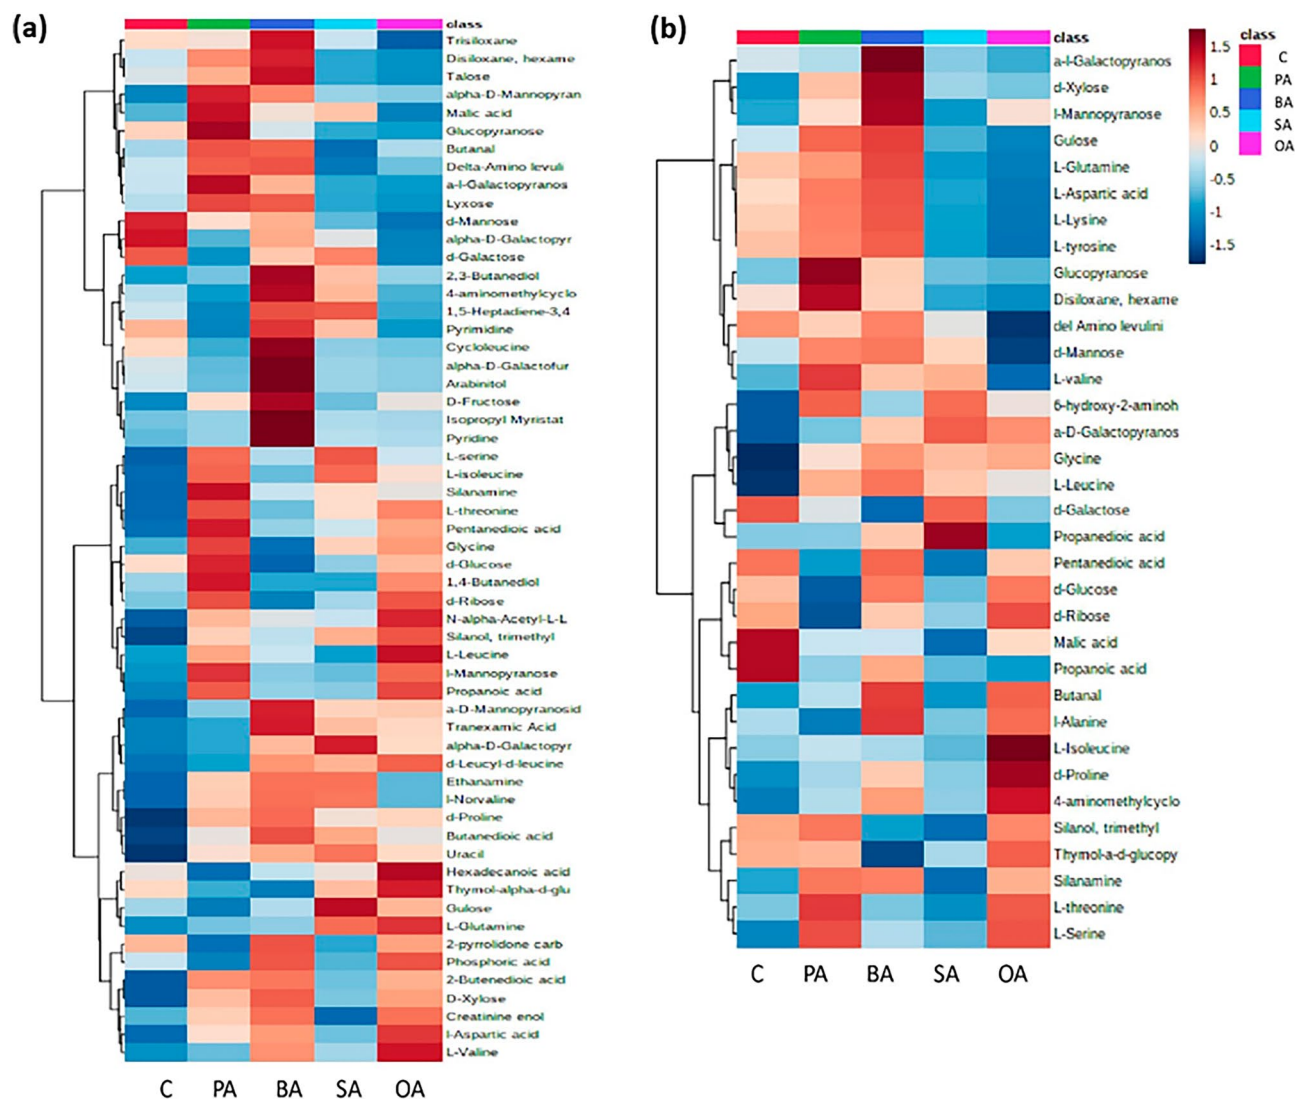 (a)
class
Trisiloxane
Disiloxane, hexame
Talose
alpha-D-Mannopyran
Malic acid
Glucopyranose
Butanal
Delta-Amino levuli
a-l-Galactopyranos
Lyxose
d-Mannose
alpha-D-Galactopyr
d-Galactose
2,3-Butanediol
4-aminomethylcyclo
1,5-Heptadiene-3,4
Pyrimidine
Cycloleucine
alpha-D-Galactofur
Arabinitol
D-Fructose
Isopropyl Myristat
Pyridine
L-serine
L-isoleucine
Silanamine
L-threonine
Pentanedioic acid
Glycine
d-Glucose
1,4-Butanediol
d-Ribose
N-alpha-Acetyl-L-L
Silanol, trimethyl
L-Leucine
l-Mannopyranose
Propanoic acid
a-D-Mannopyranosid
Tranexamic Acid
alpha-D-Galactopyr
d-Leucyl-d-leucine
Ethanamine
l-Norvaline
d-Proline
Butanedioic acid
Uracil
Hexadecanoic acid
Thymol-alpha-d-glu
Gulose
L-Glutamine
2-pyrrolidone carb
Phosphoric acid
2-Butenedioic acid
D-Xylose
Creatinine enol
l-Aspartic acid
L-Valine
C PA BA SA OA
(b)
class
a-l-Galactopyranos
d-Xylose
l-Mannopyranose
Gulose
L-Glutamine
L-Aspartic acid
L-Lysine
L-tyrosine
Glucopyranose
Disiloxane, hexame
del Amino levulini
d-Mannose
L-valine
6-hydroxy-2-aminoh
a-D-Galactopyranos
Glycine
L-Leucine
d-Galactose
Propanedioic acid
Pentanedioic acid
d-Glucose
d-Ribose
Malic acid
Propanoic acid
Butanal
l-Alanine
L-Isoleucine
d-Proline
4-aminomethylcyclo
Silanol, trimethyl
Thymol-a-d-glucopy
Silanamine
L-threonine
L-Serine
C PA BA SA OA
1.5
1
0.5
0
-0.5
-1
-1.5
class
C
PA
BA
SA
OA